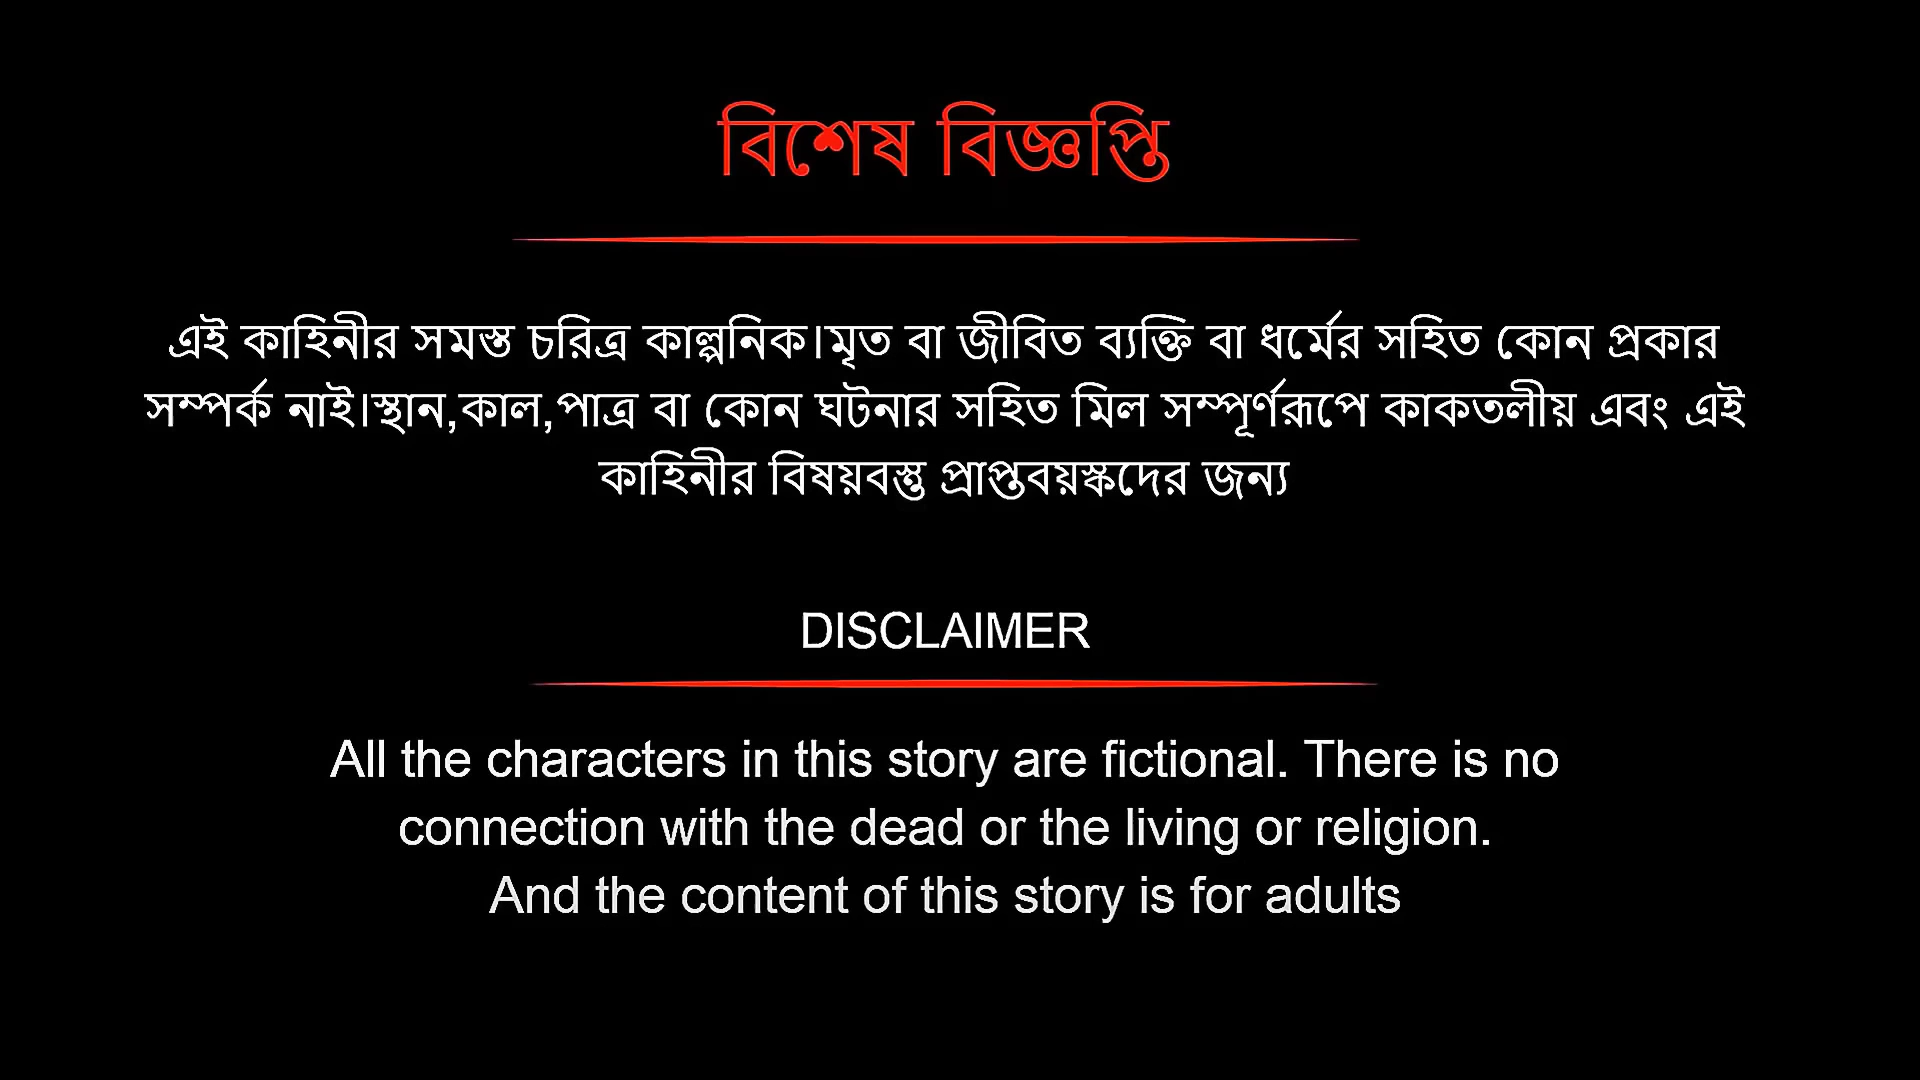 বিশেষ বিজ্ঞপ্তি
এই কাহিনীর সমস্ত চরিত্র কাল্পনিক।মৃত বা জীবিত ব্যক্তি বা ধর্মের সহিত কোন প্রকার
সম্পর্ক নাই।স্থান,কাল,পাত্র বা কোন ঘটনার সহিত মিল সম্পূর্ণরূপে কাকতলীয় এবং এই
কাহিনীর বিষয়বস্তু প্রাপ্তবয়স্কদের জন্য
DISCLAIMER
All the characters in this story are fictional. There is no
connection with the dead or the living or religion.
And the content of this story is for adults